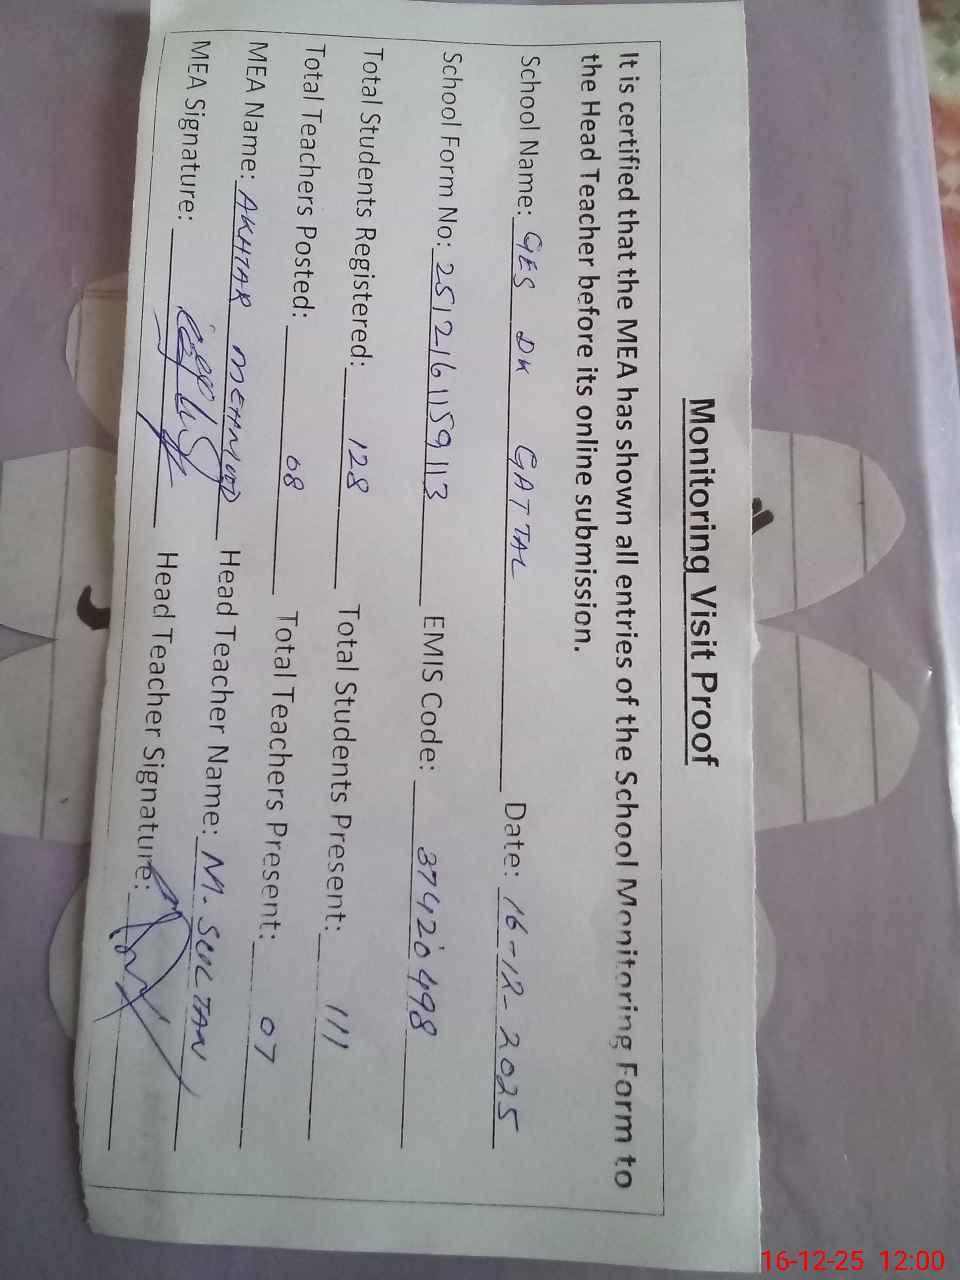 Monitoring Visit Proof
It is certified that the MEA has shown all entries of the School Monitoring Form to
the Head Teacher before its online submission.
School Name: GES DK GATTAL Date: 16-12-2025
School Form No: 2512161159113 EMIS Code: 37420498
Total Students Registered: 128 Total Students Present: 111
Total Teachers Posted: 08 Total Teachers Present: 07
MEA Name: AKHTAR MEHMOOD Head Teacher Name: M. SULTAN
MEA Signature: Head Teacher Signature:
16-12-25 12:00